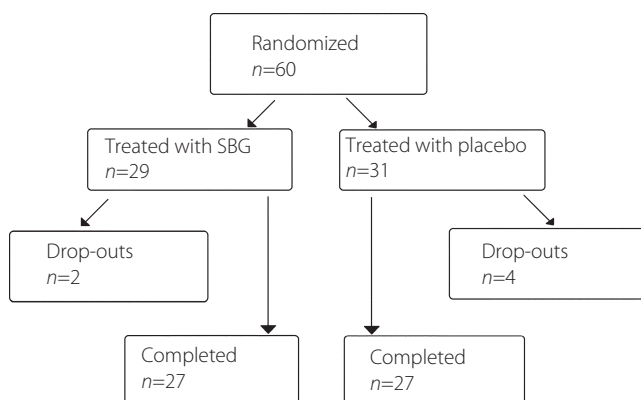 Randomized
n=60
Treated with SBG
n=29
Treated with placebo
n=31
Drop-outs
n=2
Drop-outs
n=4
Completed
n=27
Completed
n=27